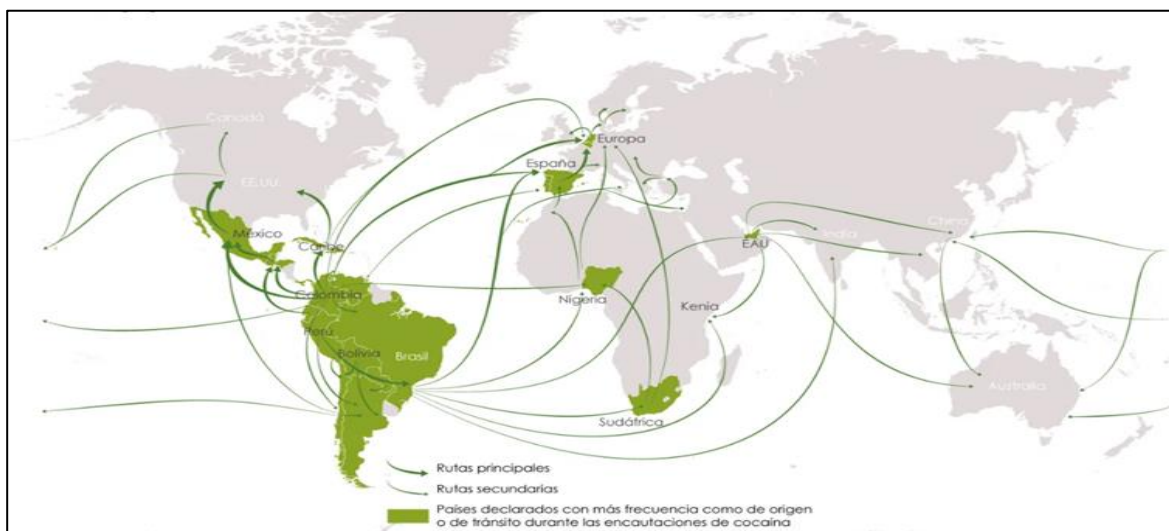 Canadá
Europa
España
EE.UU
China
México
Caribe
India
EAU
Colombia
Nigeria
Kenia
Perú
Bolivia
Brasil
Australia
Sudáfrica
Rutas principales
Rutas secundarias
Países declarados con más frecuencia como de origen
o de tránsito durante las encautaciones de cocaína